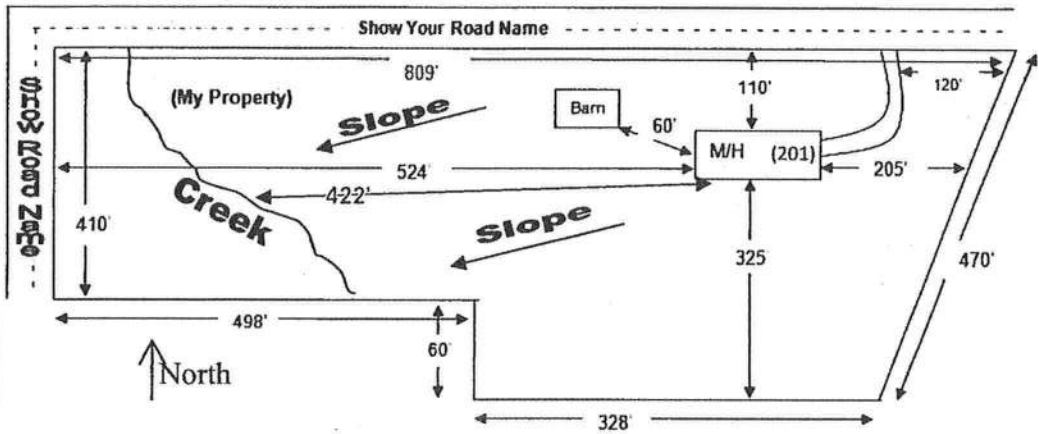 Show Your Road Name
Show Road Name
809'
110'
120'
(My Property)
Slope
Barn
60'
M/H (201)
524'
205'
422'
Creek
410'
Slope
325
470'
498'
60'
North
328'